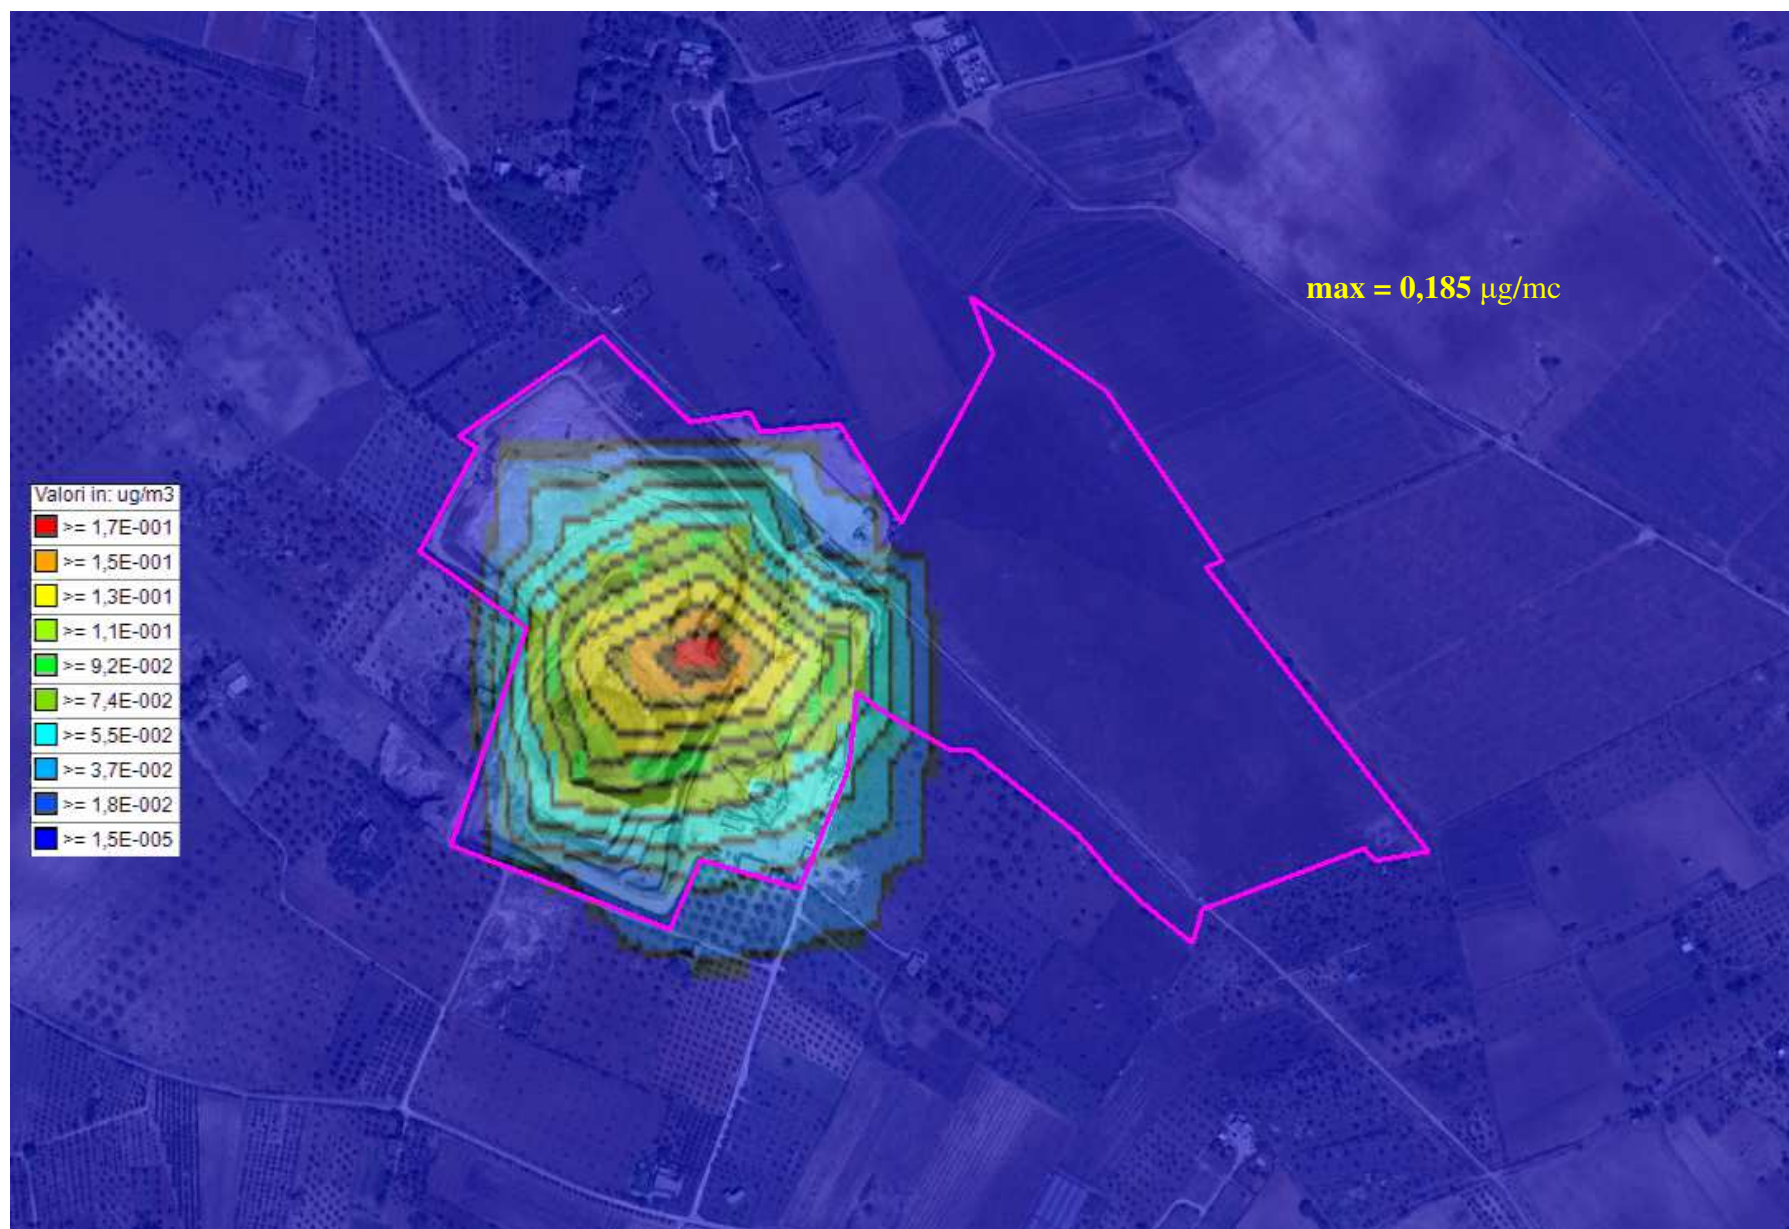 max = 0,185 μg/mc
Valori in: ug/m3
>= 1,7E-001
>= 1,5E-001
>= 1,3E-001
>= 1,1E-001
>= 9,2E-002
>= 7,4E-002
>= 5,5E-002
>= 3,7E-002
>= 1,8E-002
>= 1,5E-005